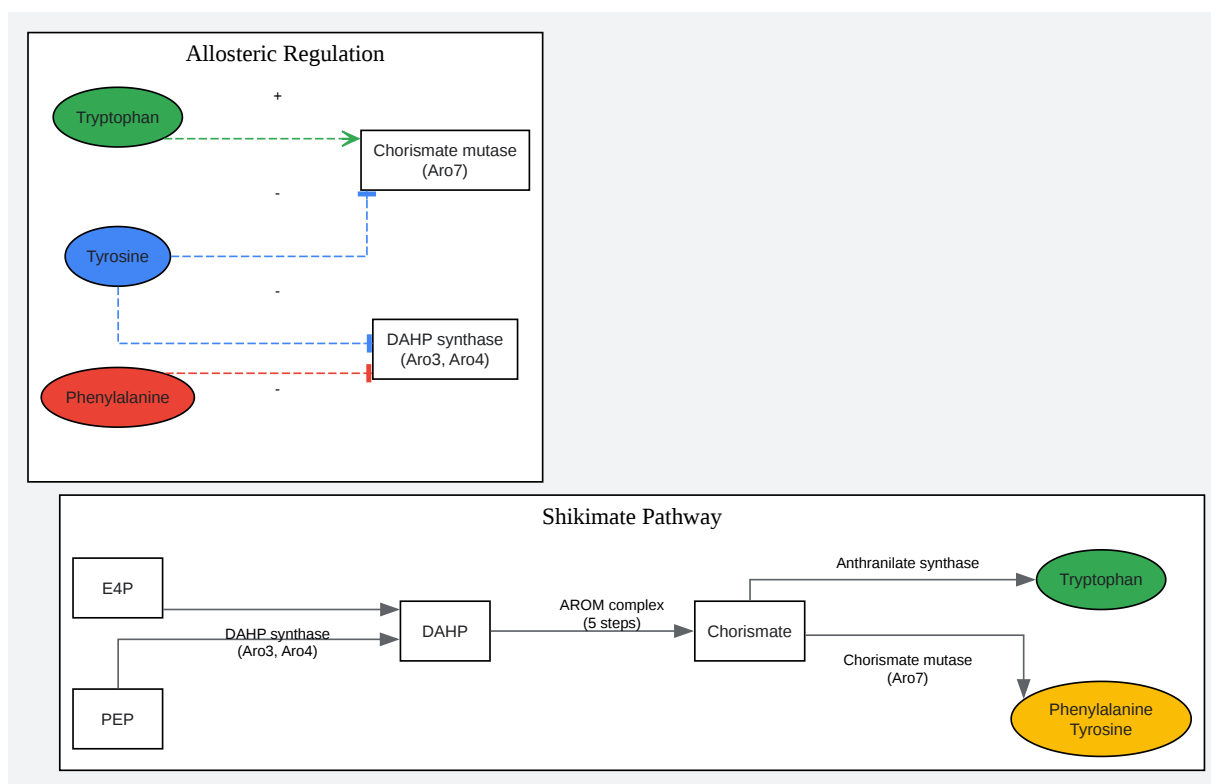 Allosteric Regulation
+
Tryptophan
Chorismate mutase
(Aro7)
-
Tyrosine
-
DAHP synthase
(Aro3, Aro4)
-
Phenylalanine
Shikimate Pathway
E4P
DAHP synthase
(Aro3, Aro4)
PEP
DAHP
AROM complex
(5 steps)
Chorismate
Anthranilate synthase
Tryptophan
Chorismate mutase
(Aro7)
Phenylalanine
Tyrosine